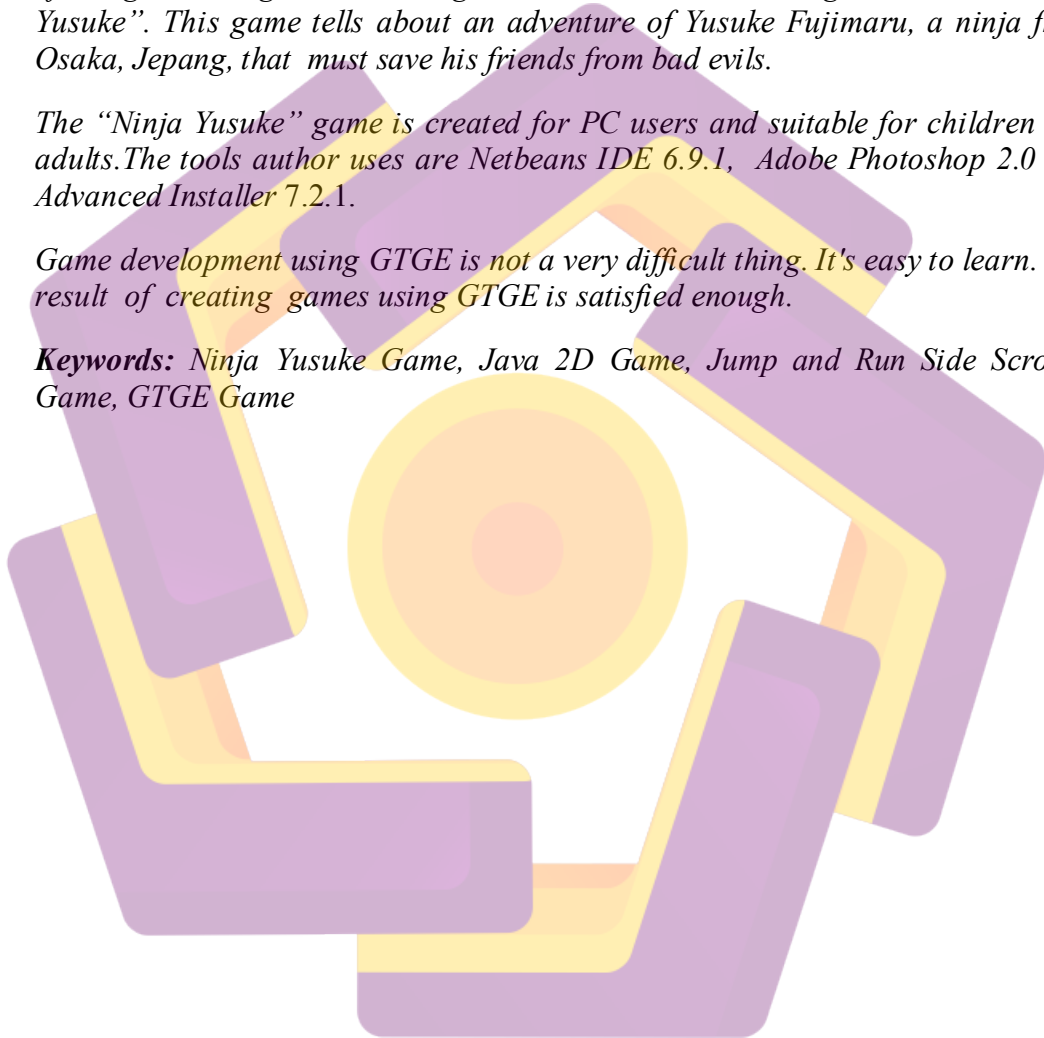 Yusuke”. This game tells about an adventure of Yusuke Fujimaru, a ninja
Osaka, Jepang, that must save his friends from bad evils.
The “Ninja Yusuke” game is created for PC users and suitable for children
adults.The tools author uses are Netbeans IDE 6.9.1, Adobe Photoshop 2.0
Advanced Installer 7.2.1.
Game development using GTGE is not a very difficult thing. It's easy to learn.
result of creating games using GTGE is satisfied enough.
Keywords: Ninja Yusuke Game, Java 2D Game, Jump and Run Side
Game, GTGE Game